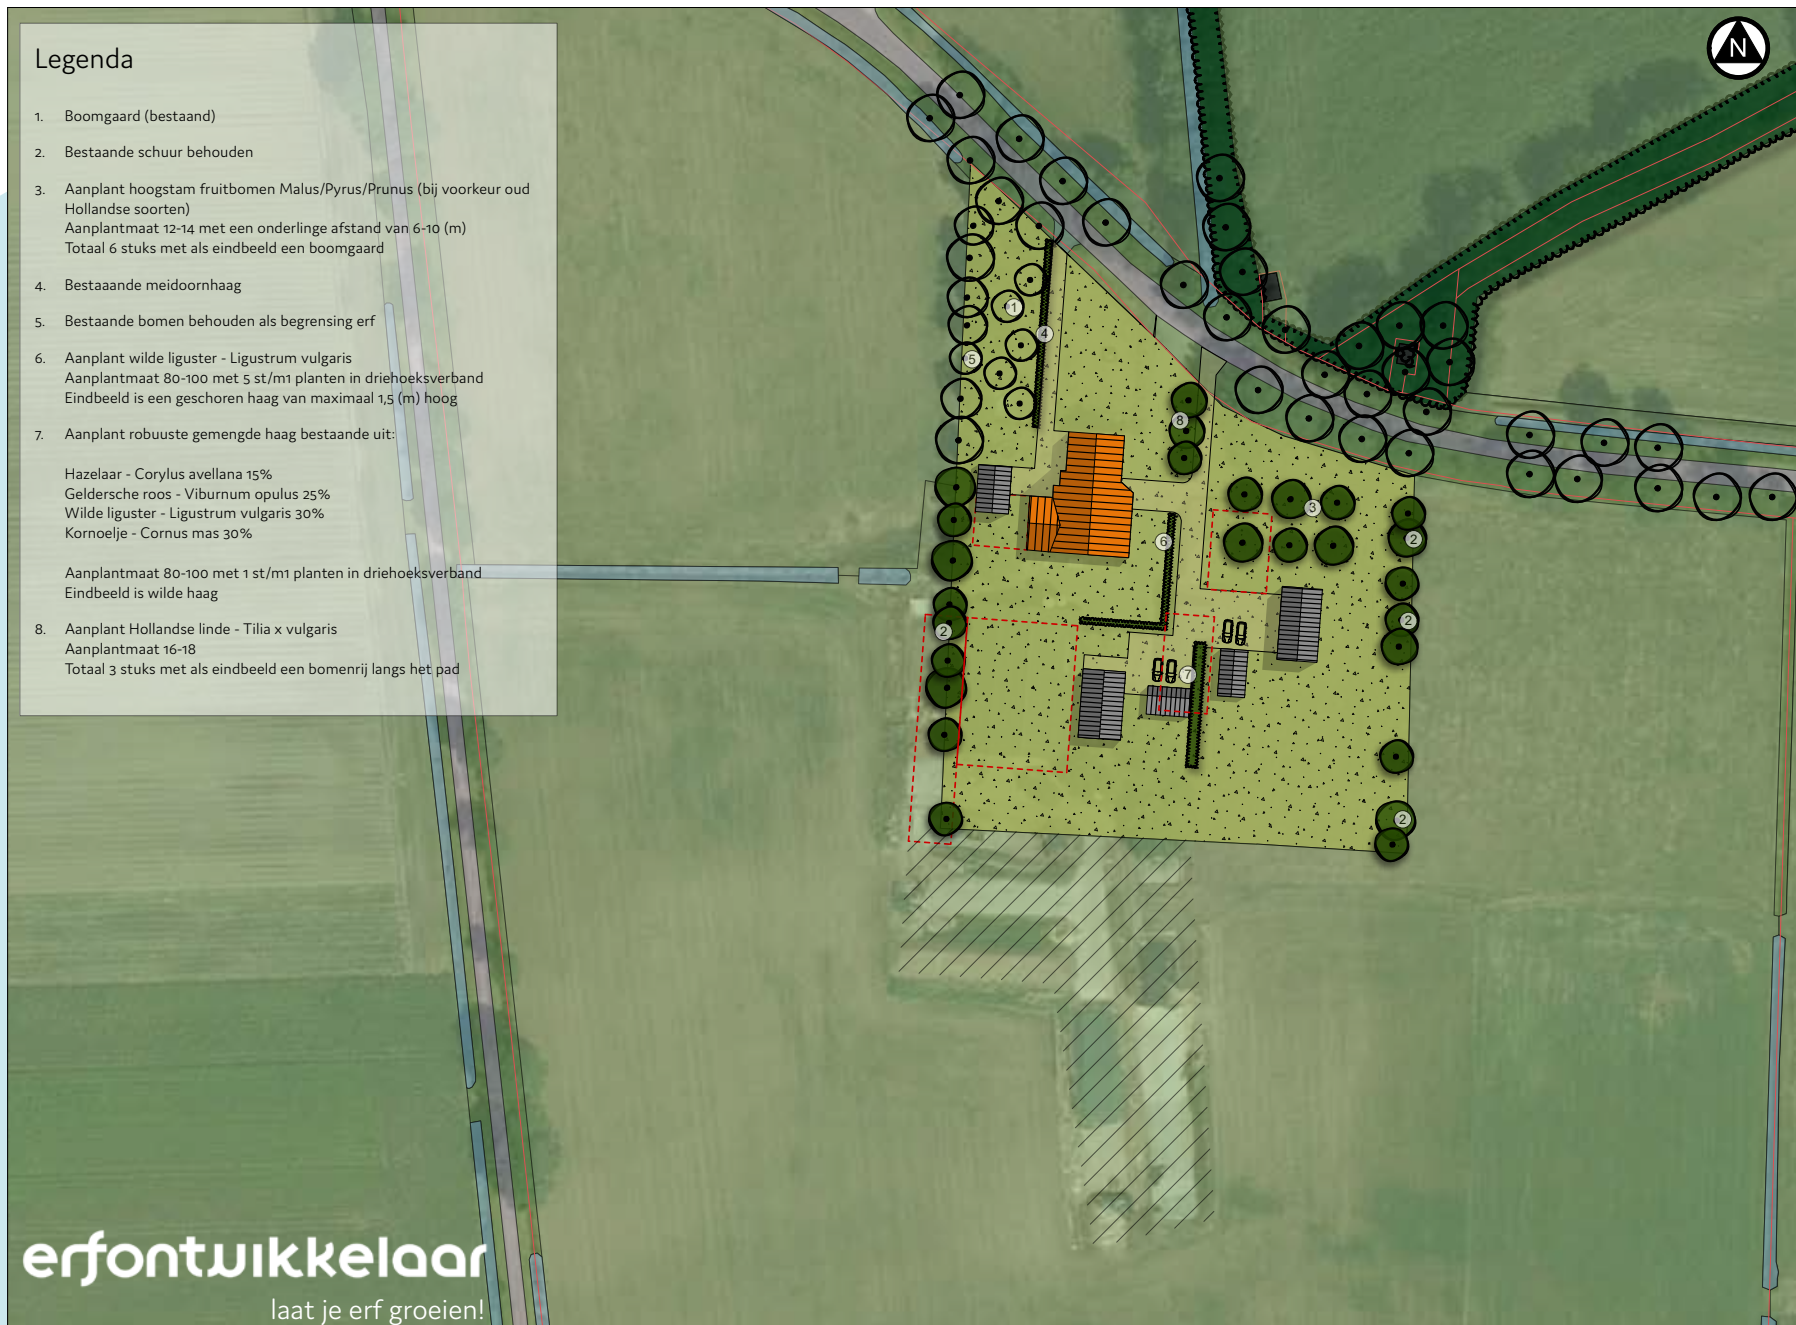 Legenda
1. Boomgaard (bestaand)
2. Bestaande schuur behouden
3. Aanplant hoogstam fruitbomen Malus/Pyrus/Prunus (bij voorkeur oud
Hollandse soorten)
Aanplantmaat 12-14 met een onderlinge afstand van 6-10 (m)
Totaal 6 stuks met als eindbeeld een boomgaard
4. Bestaaande meidoornhaag
5. Bestaande bomen behouden als begrensing erf
6. Aanplant wilde liguster - Ligustrum vulgaris
Aanplantmaat 80-100 met 5 st/m1 planten in driehoeksverband
Eindbeeld is een geschoren haag van maximaal 1,5 (m) hoog
7. Aanplant robuuste gemengde haag bestaande uit:
Hazelaar - Corylus avellana 15%
Geldersche roos - Viburnum opulus 25%
Wilde liguster - Ligustrum vulgaris 30%
Kornoelje - Cornus mas 30%
Aanplantmaat 80-100 met 1 st/m1 planten in driehoeksverband
Eindbeeld is wilde haag
8. Aanplant Hollandse linde - Tilia x vulgaris
Aanplantmaat 16-18
Totaal 3 stuks met als eindbeeld een bomenrij langs het pad
N
1
4
5
8
3
2
6
2
2
7
2
erfontwikkelaar
laat je erf groeien!